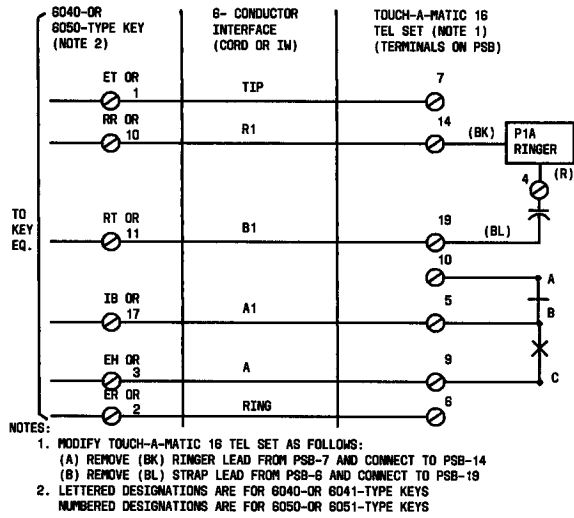 6040-OR
6050-TYPE KEY
(NOTE 2)
6- CONDUCTOR
INTERFACE
(CORD OR IW)
TOUCH-A-MATIC 16
TEL SET (NOTE 1)
(TERMINALS ON PSB)
ET OR
1
TIP
7
RR OR
10
R1
14
(BK)
P1A
RINGER
4
(R)
TO
KEY
EQ.
RT OR
11
B1
19
(BL)
10
A
IB OR
17
A1
5
B
EH OR
3
A
9
C
ER OR
2
RING
6
NOTES:
1. MODIFY TOUCH-A-MATIC 16 TEL SET AS FOLLOWS:
(A) REMOVE (BK) RINGER LEAD FROM PSB-7 AND CONNECT TO PSB-14
(B) REMOVE (BL) STRAP LEAD FROM PSB-6 AND CONNECT TO PSB-19
2. LETTERED DESIGNATIONS ARE FOR 6040-OR 6041-TYPE KEYS
NUMBERED DESIGNATIONS ARE FOR 6050-OR 6051-TYPE KEYS